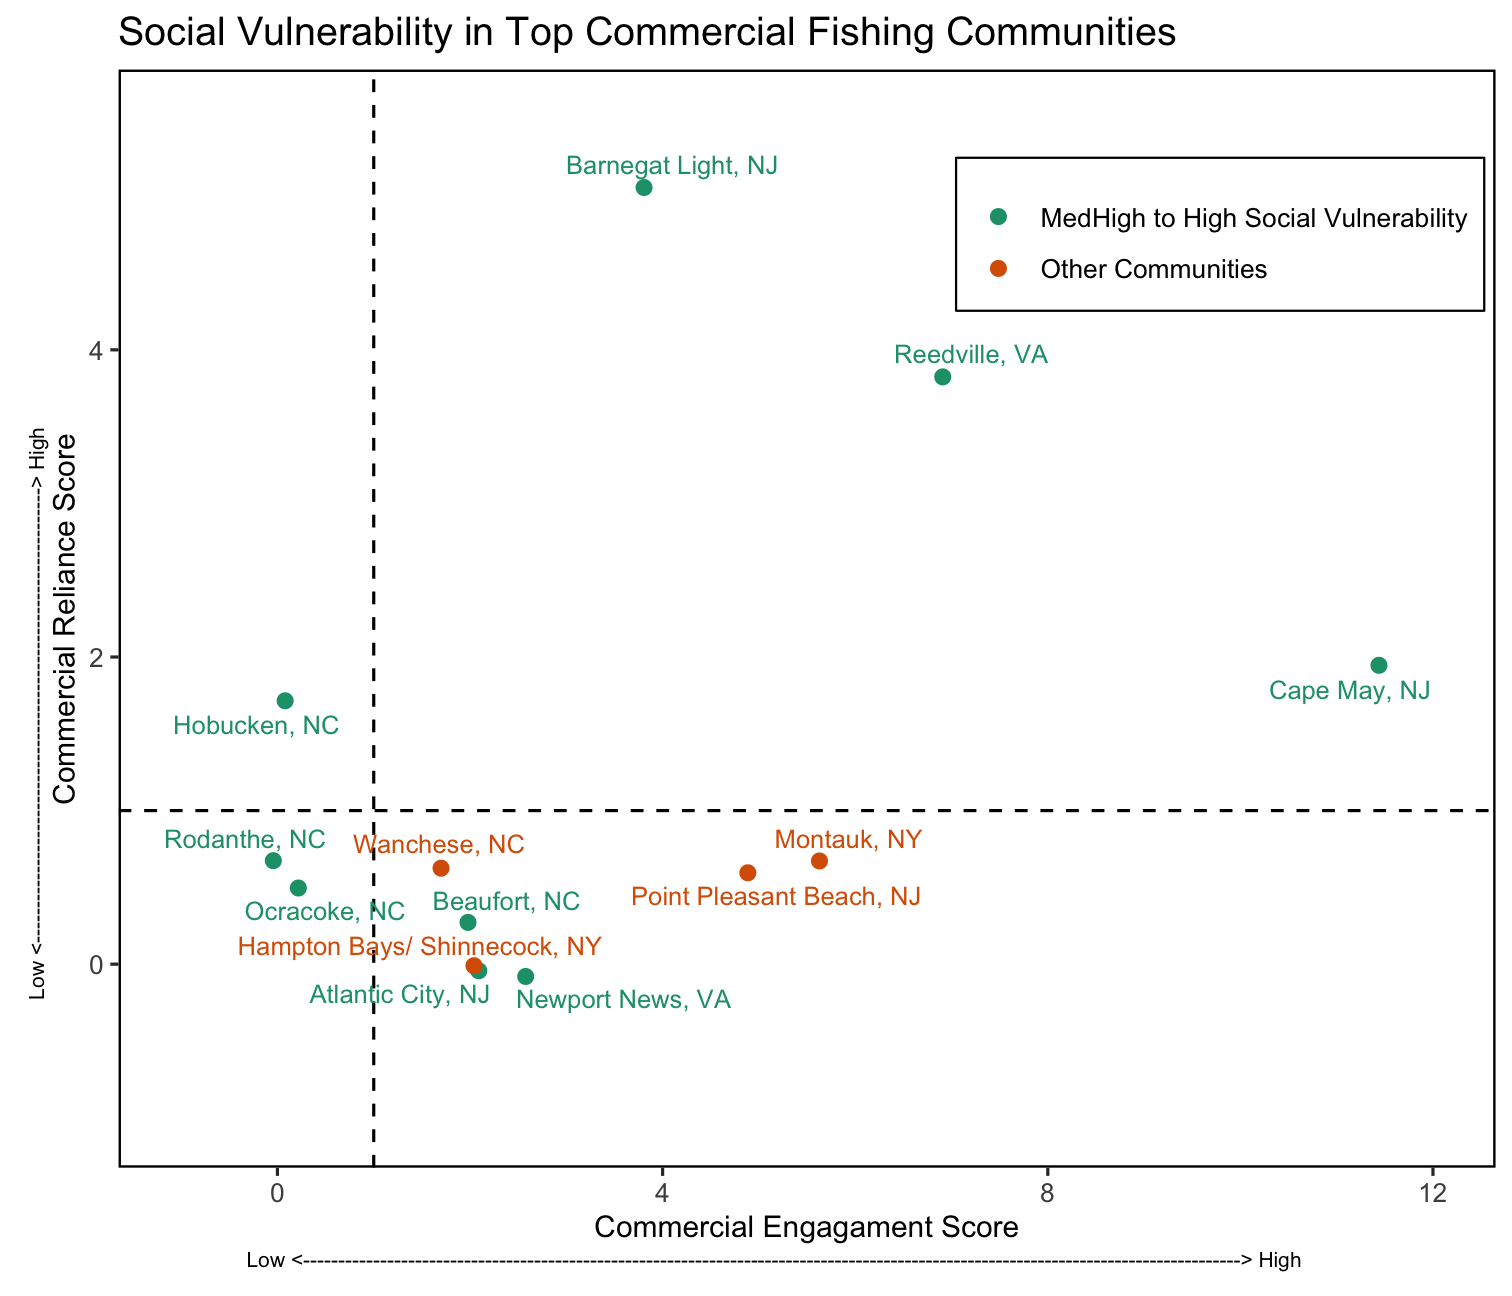 Social Vulnerability in Top Commercial Fishing Communities
Barnegat Light, NJ
MedHigh to High Social Vulnerability
Other Communities
Reedville, VA
Cape May, NJ
Hobucken, NC
Rodanthe, NC
Wanchese, NC
Montauk, NY
Point Pleasant Beach, NJ
Ocracoke, NC
Beaufort, NC
Hampton Bays/ Shinnecock, NY
Atlantic City, NJ
Newport News, VA
4
2
0
Commercial Reliance Score
Low <-----------------------------------------------------------------> High
0
4
8
12
Commercial Engagament Score
Low <--------------------------------------------------------------------------------------------------------------------------------------> High